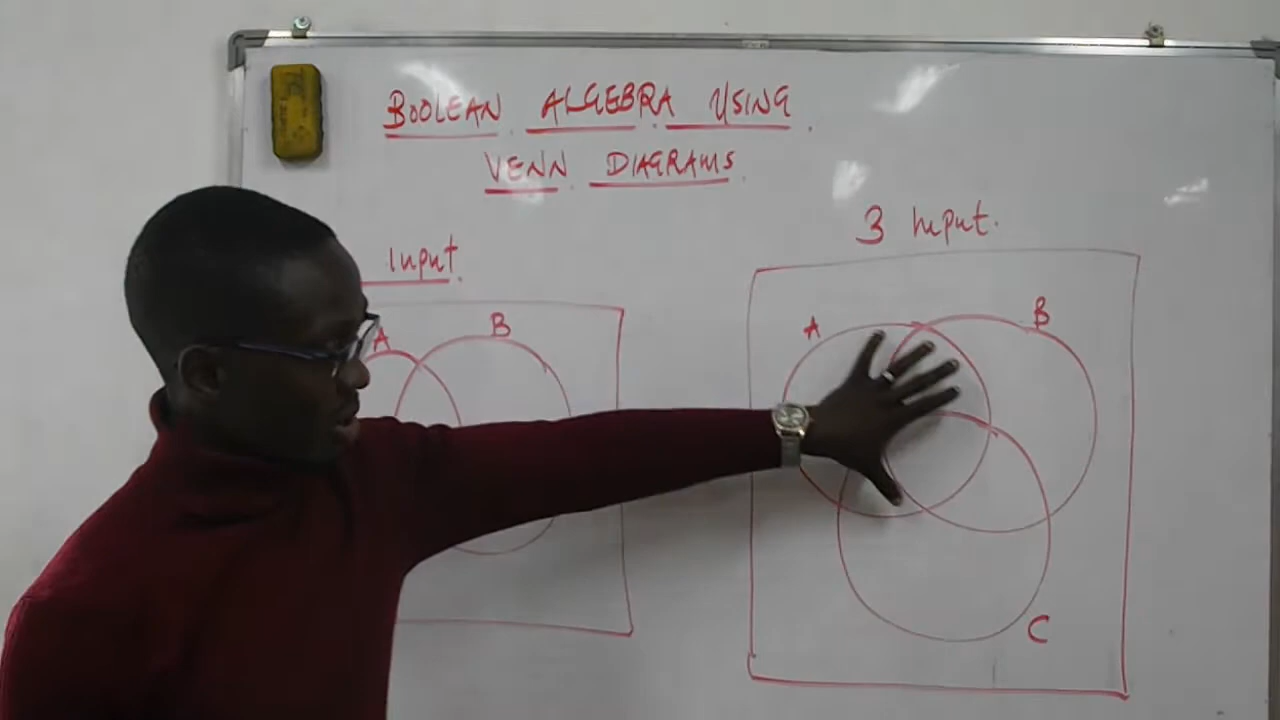 BOOLEAN ALGEBRA USING
VENN DIAGRAMS
Input
A
B
3 Input
A
B
C